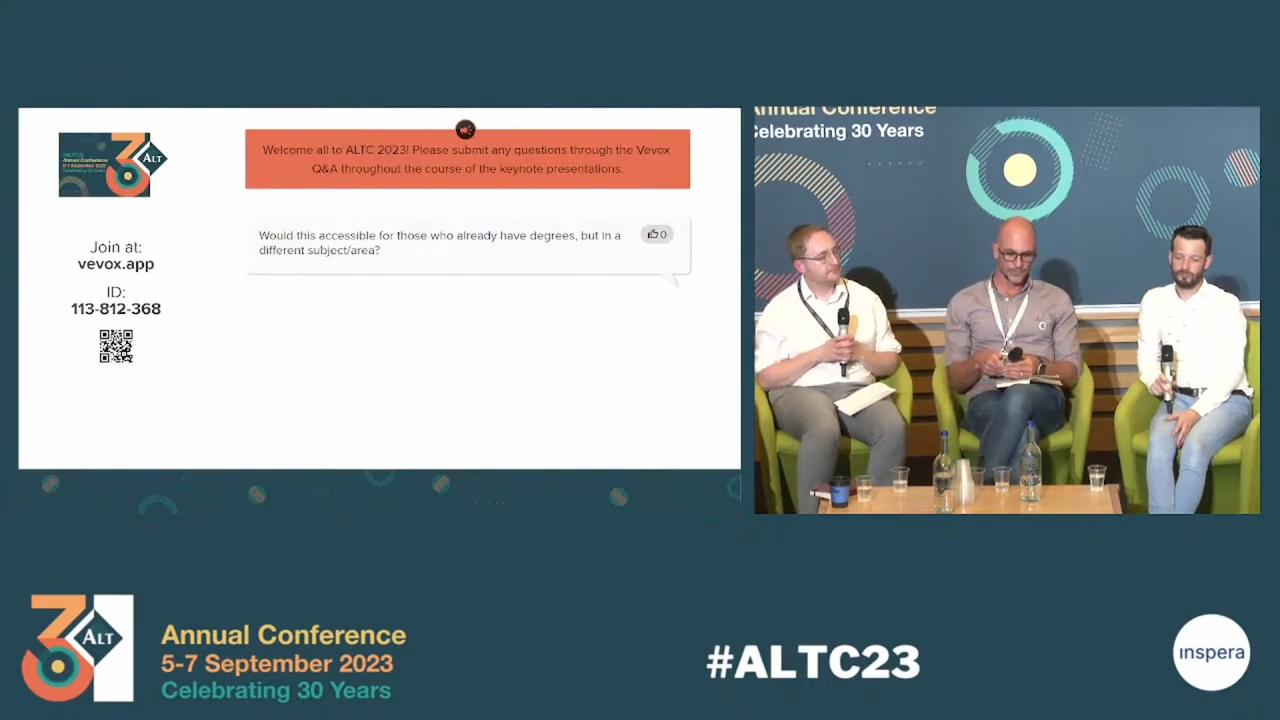 ALT
Welcome all to ALTC 2023! Please submit any questions through the Vevox
Q&A throughout the course of the keynote presentations.
Join at:
vevox.app
ID:
113-812-368
Would this accessible for those who already have degrees, but in a
different subject/area?
0
Annual Conference
Celebrating 30 Years
ALT
Annual Conference
5-7 September 2023
Celebrating 30 Years
#ALTC23
inspera